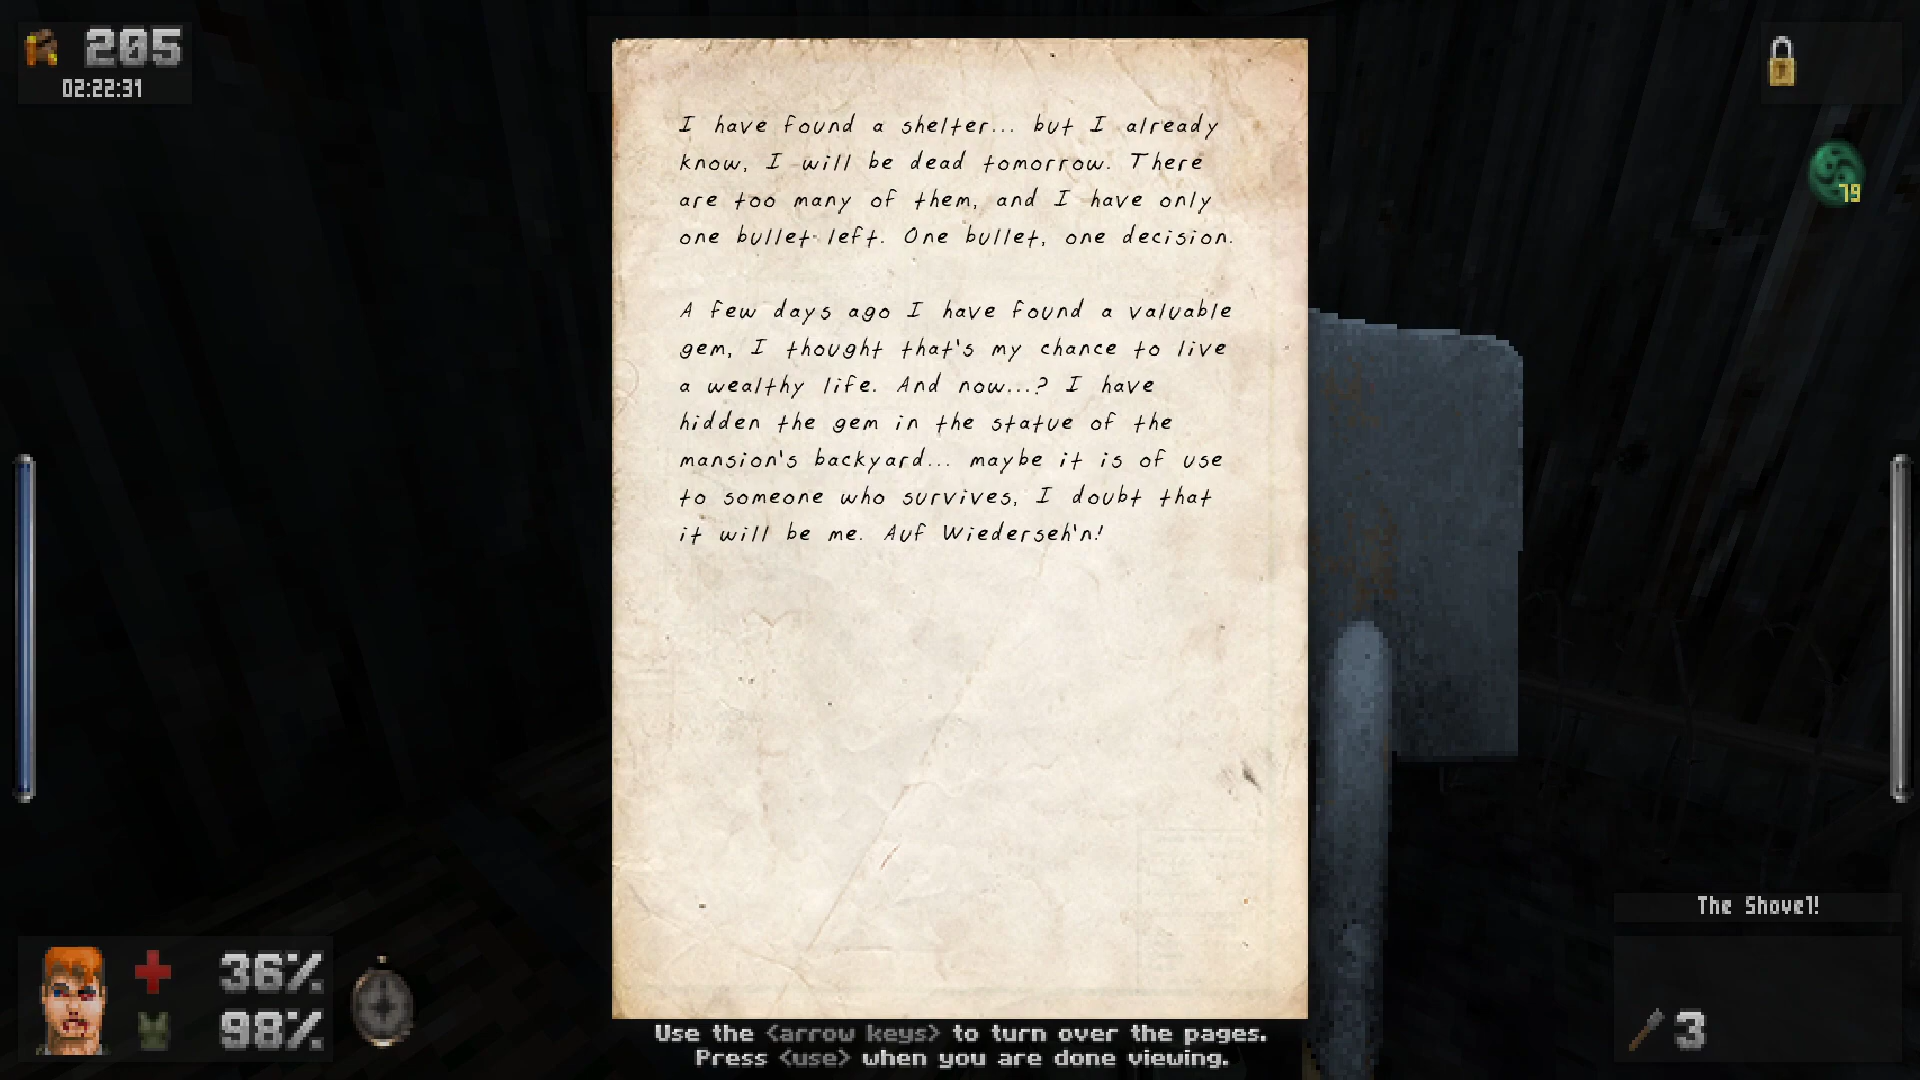 205
02:22:31
79
I have found a shelter... but I already
know, I will be dead tomorrow. There
are too many of them, and I have only
one bullet left. One bullet, one decision.
A few days ago I have found a valuable
gem, I thought that's my chance to live
a wealthy life. And now...? I have
hidden the gem in the statue of the
mansion's backyard... maybe it is of use
to someone who survives, I doubt that
it will be me. Auf Wiederseh'n!
The Shovel!
36%
98%
3
Use the <arrow keys> to turn over the pages.
Press <use> when you are done viewing.